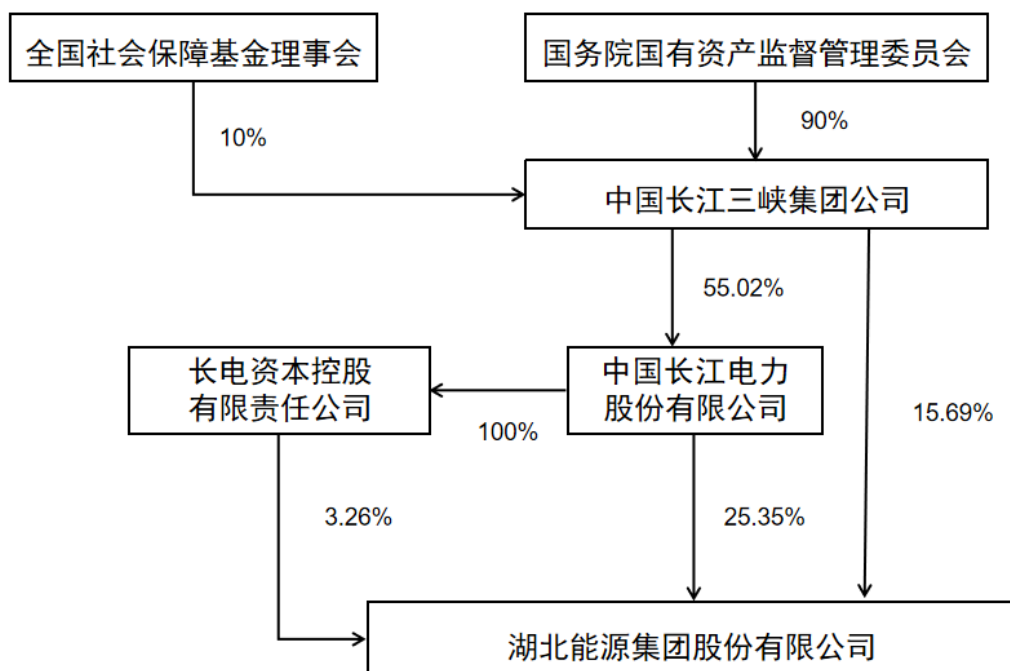 全国社会保障基金理事会
国务院国有资产监督管理委员会
10%
90%
中国长江三峡集团公司
55.02%
长电资本控股
有限责任公司
中国长江电力
股份有限公司
15.69%
100%
3.26%
25.35%
湖北能源集团股份有限公司